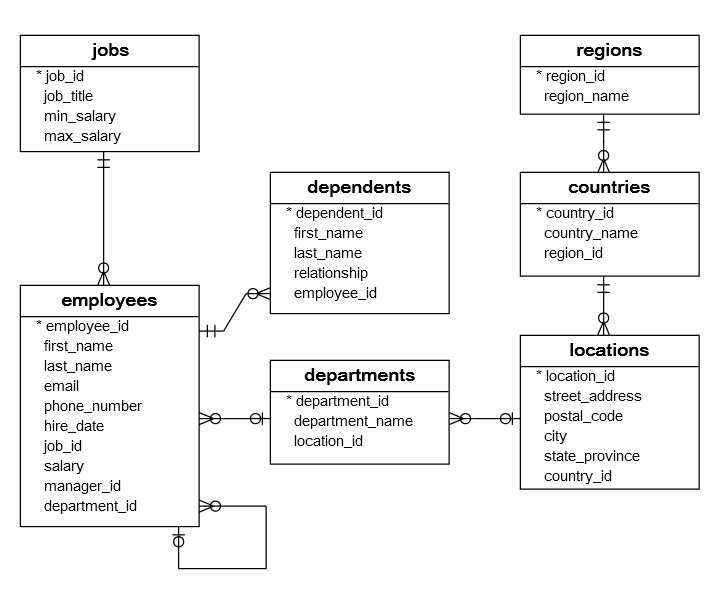 jobs
* job_id
job_title
min_salary
max_salary
regions
* region_id
region_name
dependents
* dependent_id
first_name
last_name
relationship
employee_id
countries
* country_id
country_name
region_id
employees
* employee_id
first_name
last_name
email
phone_number
hire_date
job_id
salary
manager_id
department_id
departments
* department_id
department_name
location_id
locations
* location_id
street_address
postal_code
city
state_province
country_id